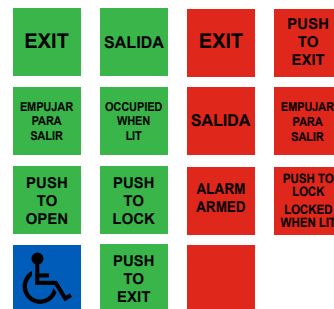 EXIT
SALIDA
EXIT
PUSH
TO
EXIT
EMPUJAR
PARA
SALIR
OCCUPIED
WHEN
LIT
SALIDA
EMPUJAR
PARA
SALIR
PUSH
TO
OPEN
PUSH
TO
LOCK
ALARM
ARMED
PUSH TO
LOCK
LOCKED
WHEN LIT
PUSH
TO
EXIT